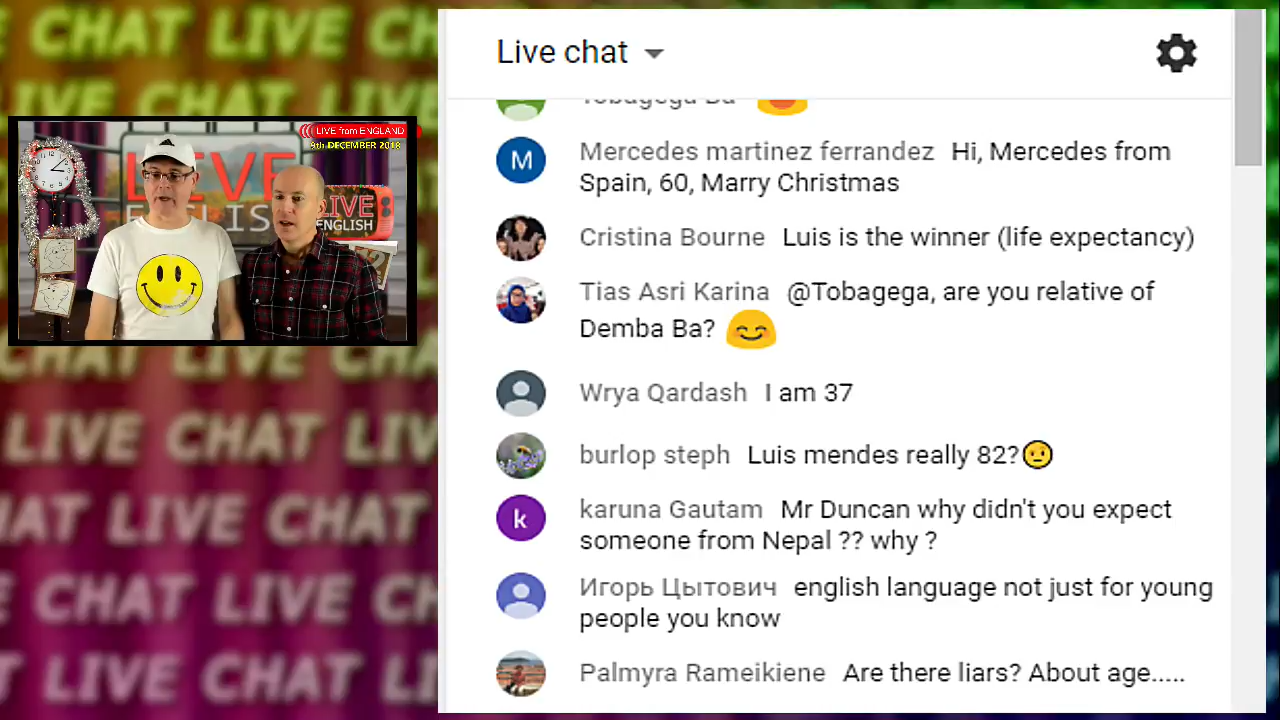 CHAT LIVE CHAT LIVE C
LIVE CHAT LIVE CH
LIVE from ENGLAND
9th DECEMBER 2018
LIVE
ENGLISH
LIVE
ENGLISH
LIVE CHAT LIV
HAT LIVE CHAT
E CHAT LIVE CH
T LIVE CHAT LIV
Live chat
Tobagega Ba
M
Mercedes martinez ferrandez Hi, Mercedes from
Spain, 60, Marry Christmas
Cristina Bourne Luis is the winner (life expectancy)
Tias Asri Karina @Tobagega, are you relative of
Demba Ba? 😊
Wrya Qardash I am 37
burlop steph Luis mendes really 82?
k
karuna Gautam Mr Duncan why didn't you expect
someone from Nepal ?? why ?
Игорь Цытович english language not just for young
people you know
Palmyra Rameikiene Are there liars? About age.....